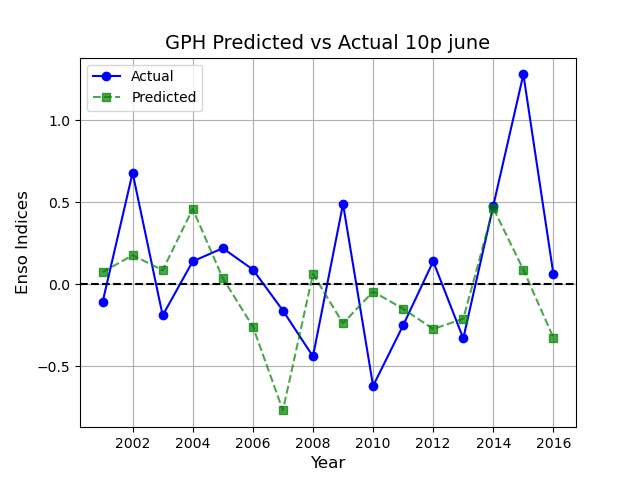 GPH Predicted vs Actual 10p june
Actual
Predicted
1.0
0.5
0.0
−0.5
Enso Indices
2002 2004 2006 2008 2010 2012 2014 2016
Year